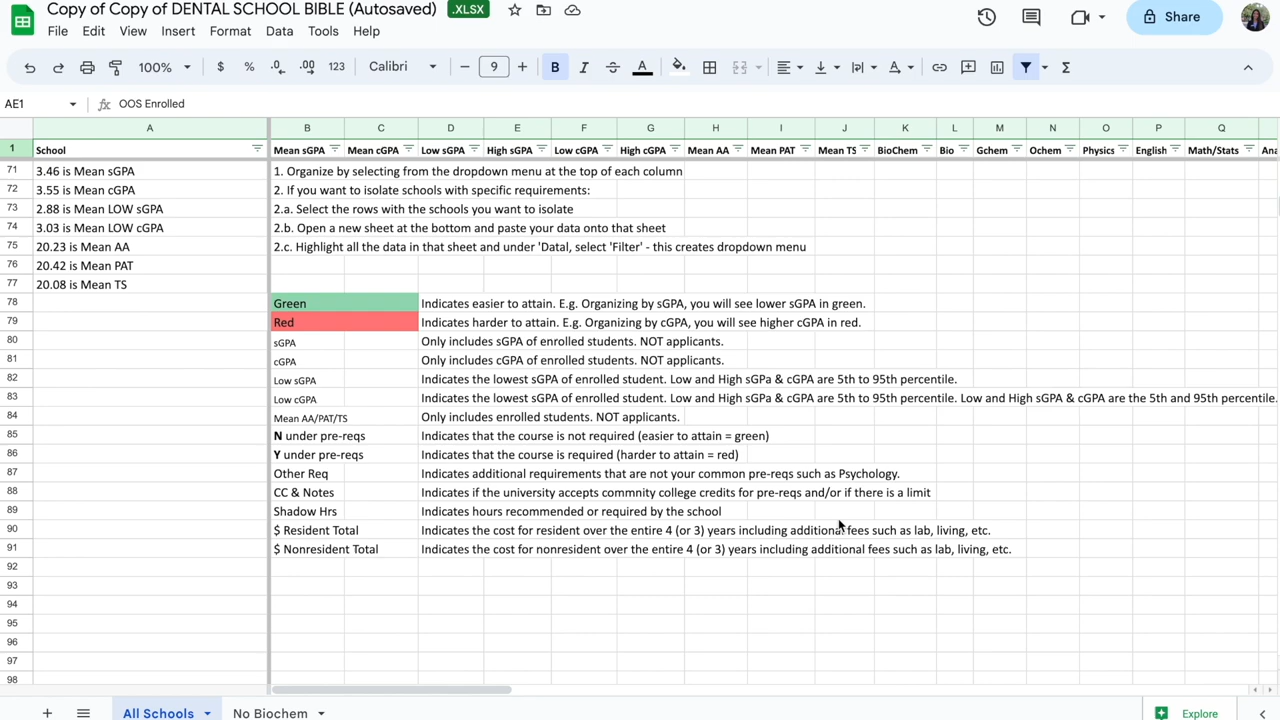 Copy of Copy of DENTAL SCHOOL BIBLE (Autosaved) .XLSX
File Edit View Insert Format Data Tools Help
Share
100% $ % .0 .00 123 Calibri 9 B I A
AE1 fx OOS Enrolled
A B C D E F G H I J K L M N O P Q
1 School Mean sGPA Mean cGPA Low sGPA High sGPA Low cGPA High cGPA Mean AA Mean PAT Mean TS BioChem Bio Gchem Ochem Physics English Math/Stats Ana
71 3.46 is Mean sGPA 1. Organize by selecting from the dropdown menu at the top of each column
72 3.55 is Mean cGPA 2. If you want to isolate schools with specific requirements:
73 2.88 is Mean LOW sGPA 2.a. Select the rows with the schools you want to isolate
74 3.03 is Mean LOW cGPA 2.b. Open a new sheet at the bottom and paste your data onto that sheet
75 20.23 is Mean AA 2.c. Highlight all the data in that sheet and under 'Datal, select 'Filter' - this creates dropdown menu
76 20.42 is Mean PAT
77 20.08 is Mean TS
78 Green Indicates easier to attain. E.g. Organizing by sGPA, you will see lower sGPA in green.
79 Red Indicates harder to attain. E.g. Organizing by cGPA, you will see higher cGPA in red.
80 sGPA Only includes sGPA of enrolled students. NOT applicants.
81 cGPA Only includes cGPA of enrolled students. NOT applicants.
82 Low sGPA Indicates the lowest sGPA of enrolled student. Low and High sGPa & cGPA are 5th to 95th percentile.
83 Low cGPA Indicates the lowest sGPA of enrolled student. Low and High sGPa & cGPA are 5th to 95th percentile. Low and High sGPA & cGPA are the 5th and 95th percentile.
84 Mean AA/PAT/TS Only includes enrolled students. NOT applicants.
85 N under pre-reqs Indicates that the course is not required (easier to attain = green)
86 Y under pre-reqs Indicates that the course is required (harder to attain = red)
87 Other Req Indicates additional requirements that are not your common pre-reqs such as Psychology.
88 CC & Notes Indicates if the university accepts commnity college credits for pre-reqs and/or if there is a limit
89 Shadow Hrs Indicates hours recommended or required by the school
90 $ Resident Total Indicates the cost for resident over the entire 4 (or 3) years including additional fees such as lab, living, etc.
91 $ Nonresident Total Indicates the cost for nonresident over the entire 4 (or 3) years including additional fees such as lab, living, etc.
92
93
94
95
96
97
98
All Schools No Biochem Explore